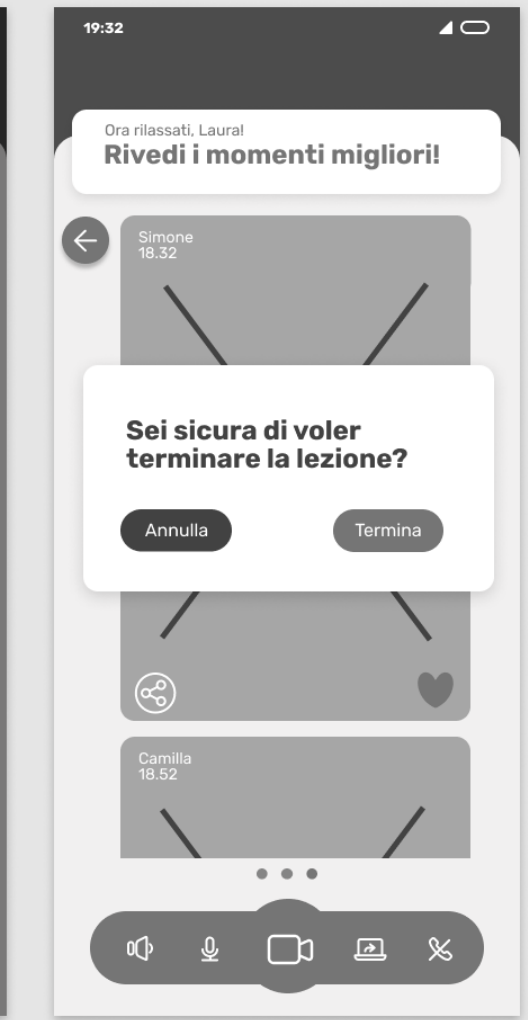 19:32
Ora rilassati, Laura!
Rivedi i momenti migliori!
Simone
18.32
Sei sicura di voler
terminare la lezione?
Annulla
Termina
Camilla
18.52